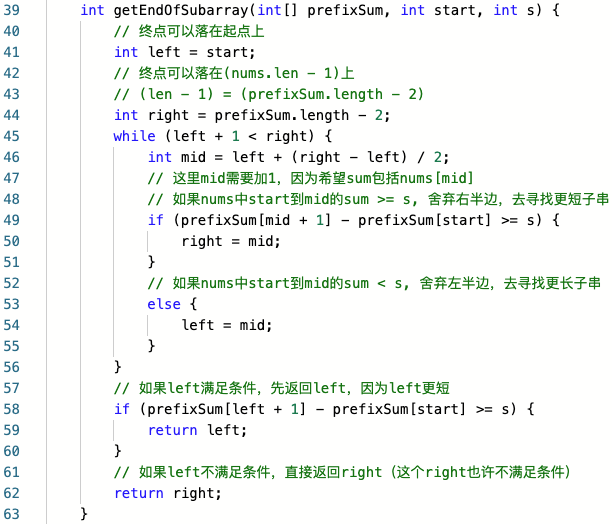 39 int getEndOfSubarray(int[] prefixSum, int start, int s) {
40 // 终点可以落在起点上
41 int left = start;
42 // 终点可以落在(nums.len - 1)上
43 // (len - 1) = (prefixSum.length - 2)
44 int right = prefixSum.length - 2;
45 while (left + 1 < right) {
46 int mid = left + (right - left) / 2;
47 // 这里mid需要加1，因为希望sum包括nums[mid]
48 // 如果nums中start到mid的sum >= s, 舍弃右半边，去寻找更短子串
49 if (prefixSum[mid + 1] - prefixSum[start] >= s) {
50 right = mid;
51 }
52 // 如果nums中start到mid的sum < s, 舍弃左半边，去寻找更长子串
53 else {
54 left = mid;
55 }
56 }
57 // 如果left满足条件，先返回left，因为left更短
58 if (prefixSum[left + 1] - prefixSum[start] >= s) {
59 return left;
60 }
61 // 如果left不满足条件，直接返回right（这个right也许不满足条件）
62 return right;
63 }